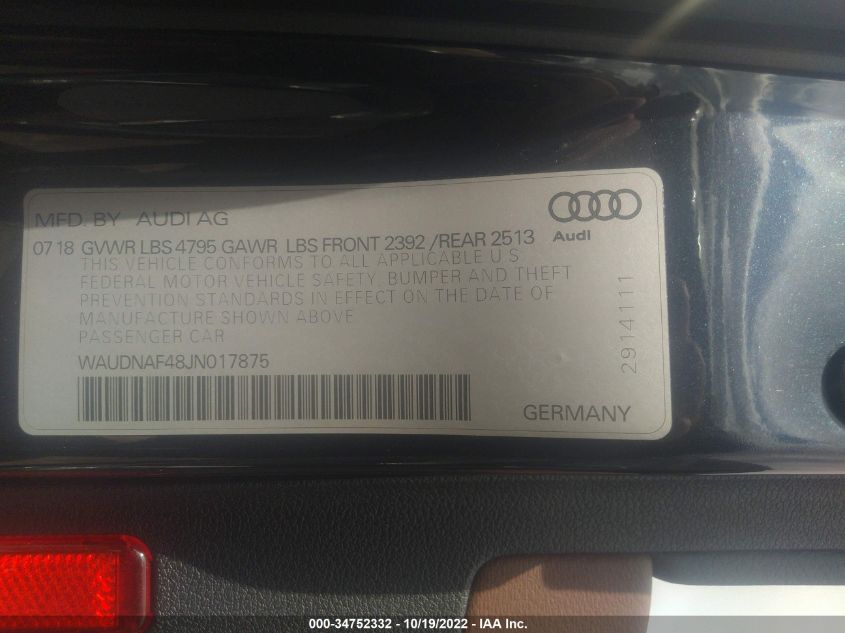 MFD. BY AUDI AG
Audi
07 18 GVWR LBS 4795 GAWR LBS FRONT 2392 /REAR 2513
THIS VEHICLE CONFORMS TO ALL APPLICABLE U.S
FEDERAL MOTOR VEHICLE SAFETY, BUMPER AND THEFT
PREVENTION STANDARDS IN EFFECT ON THE DATE OF
MANUFACTURE SHOWN ABOVE
PASSENGER CAR
WAUDNAF48JN017875
GERMANY
2914111
000-34752332 - 10/19/2022 - IAA Inc.